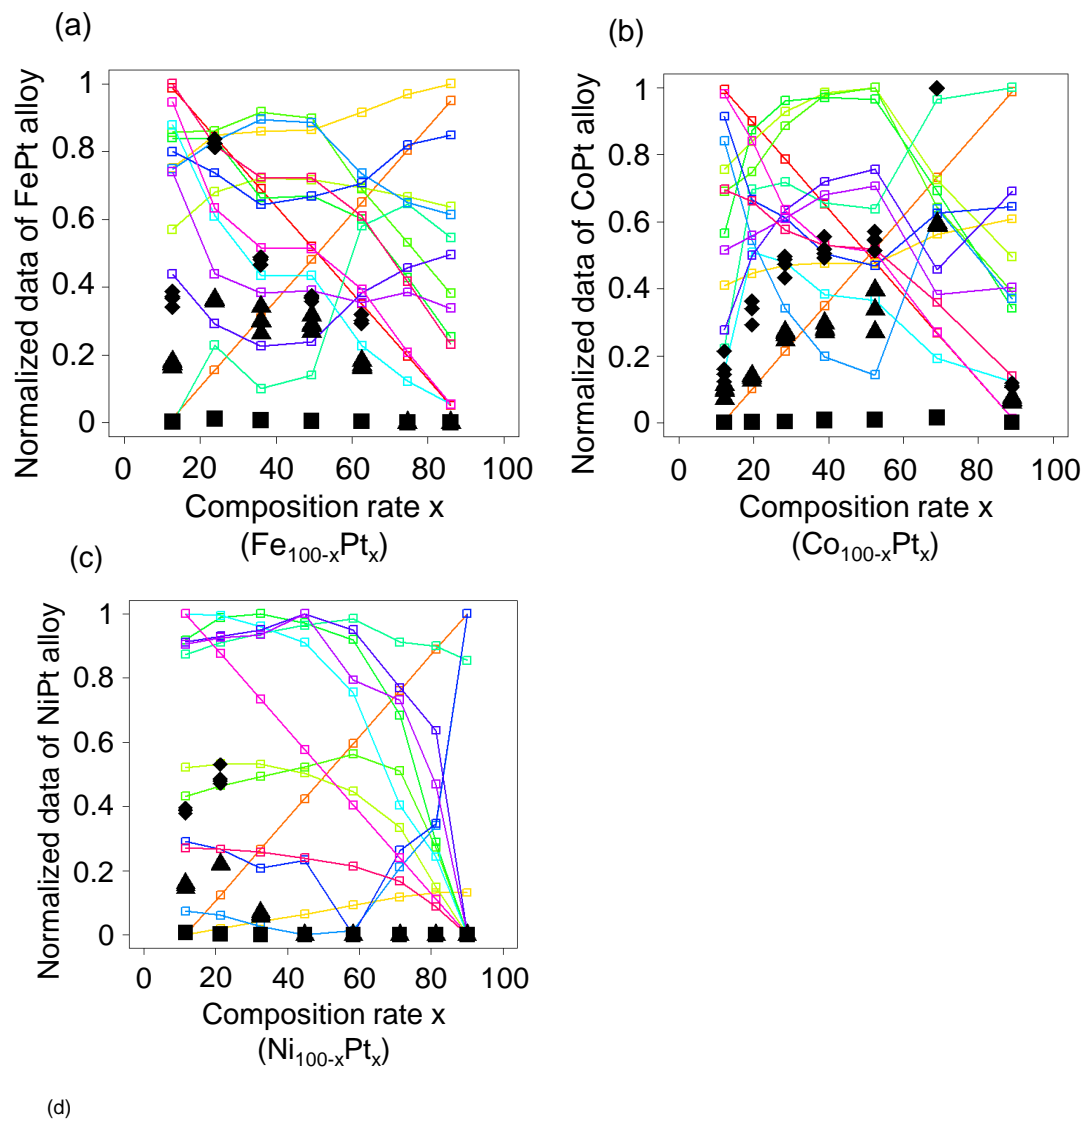 (a)
Normalized data of FePt alloy
1
0.8
0.6
0.4
0.2
0
0 20 40 60 80 100
Composition rate x
(Fe100-xPtx)
(b)
Normalized data of CoPt alloy
1
0.8
0.6
0.4
0.2
0
0 20 40 60 80 100
Composition rate x
(Co100-xPtx)
(c)
Normalized data of NiPt alloy
1
0.8
0.6
0.4
0.2
0
0 20 40 60 80 100
Composition rate x
(Ni100-xPtx)
(d)